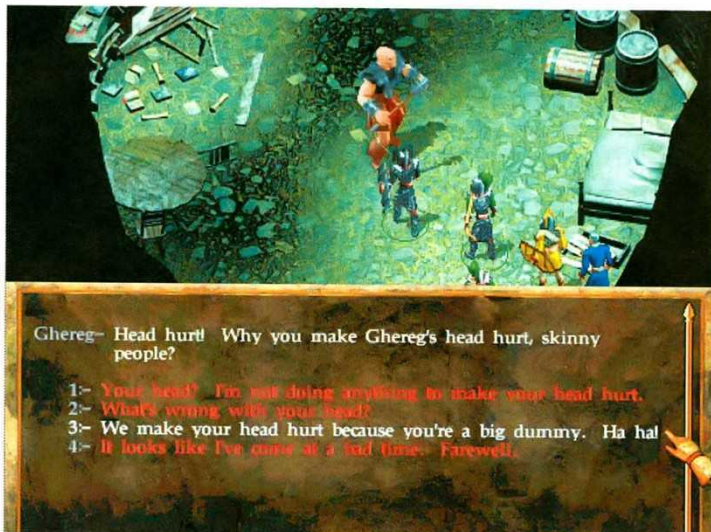 Ghereg- Head hurt! Why you make Ghereg's head hurt, skinny
people?
1:- Your head? I'm not doing anything to make your head hurt.
2:- What's wrong with your head?
3:- We make your head hurt because you're a big dummy. Ha ha!
4:- It looks like I've come at a bad time. Farewell.